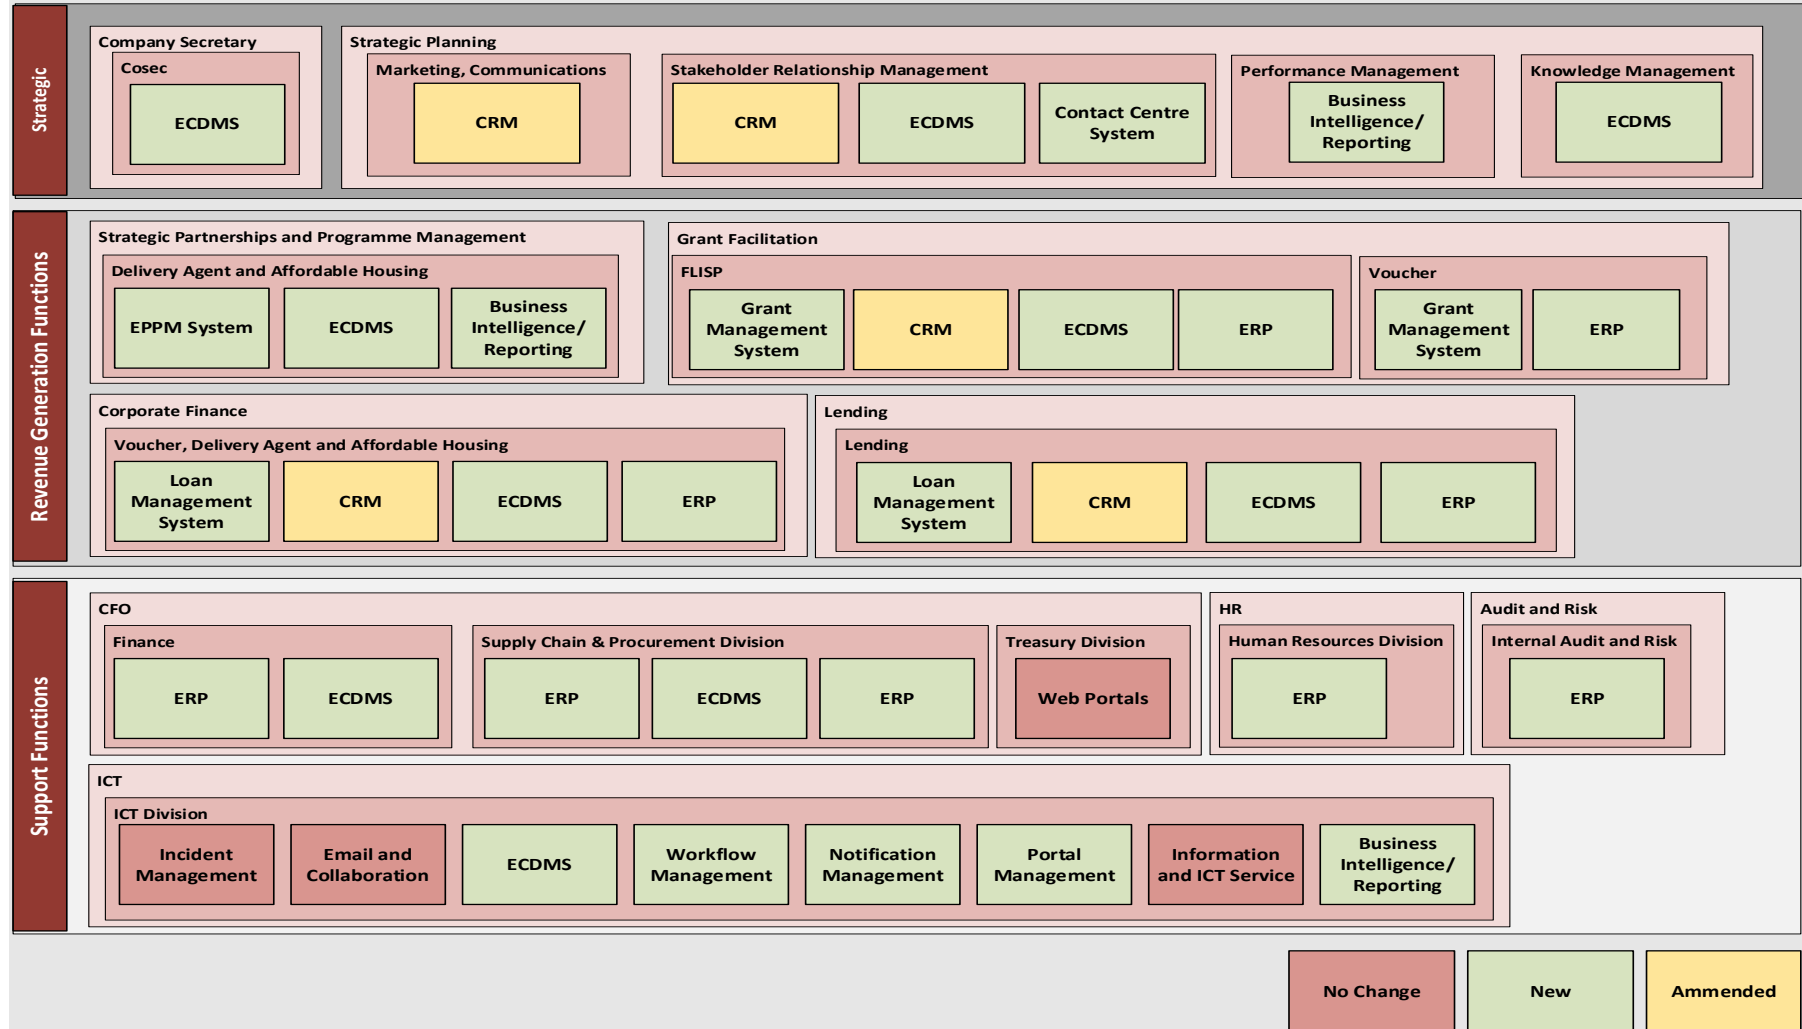 Strategic
Company Secretary
Cosec
ECDMS
Strategic Planning
Marketing, Communications
CRM
Stakeholder Relationship Management
CRM
ECDMS
Contact Centre
System
Performance Management
Business
Intelligence/
Reporting
Knowledge Management
ECDMS
Revenue Generation Functions
Strategic Partnerships and Programme Management
Delivery Agent and Affordable Housing
EPPM System
ECDMS
Business
Intelligence/
Reporting
Grant Facilitation
FLISP
Grant
Management
System
CRM
ECDMS
ERP
Voucher
Grant
Management
System
ERP
Corporate Finance
Voucher, Delivery Agent and Affordable Housing
Loan
Management
System
CRM
ECDMS
ERP
Lending
Lending
Loan
Management
System
CRM
ECDMS
ERP
Support Functions
CFO
Finance
ERP
ECDMS
Supply Chain & Procurement Division
ERP
ECDMS
ERP
Treasury Division
Web Portals
HR
Human Resources Division
ERP
Audit and Risk
Internal Audit and Risk
ERP
ICT
ICT Division
Incident
Management
Email and
Collaboration
ECDMS
Workflow
Management
Notification
Management
Portal
Management
Information
and ICT Service
Business
Intelligence/
Reporting
No Change
New
Ammended